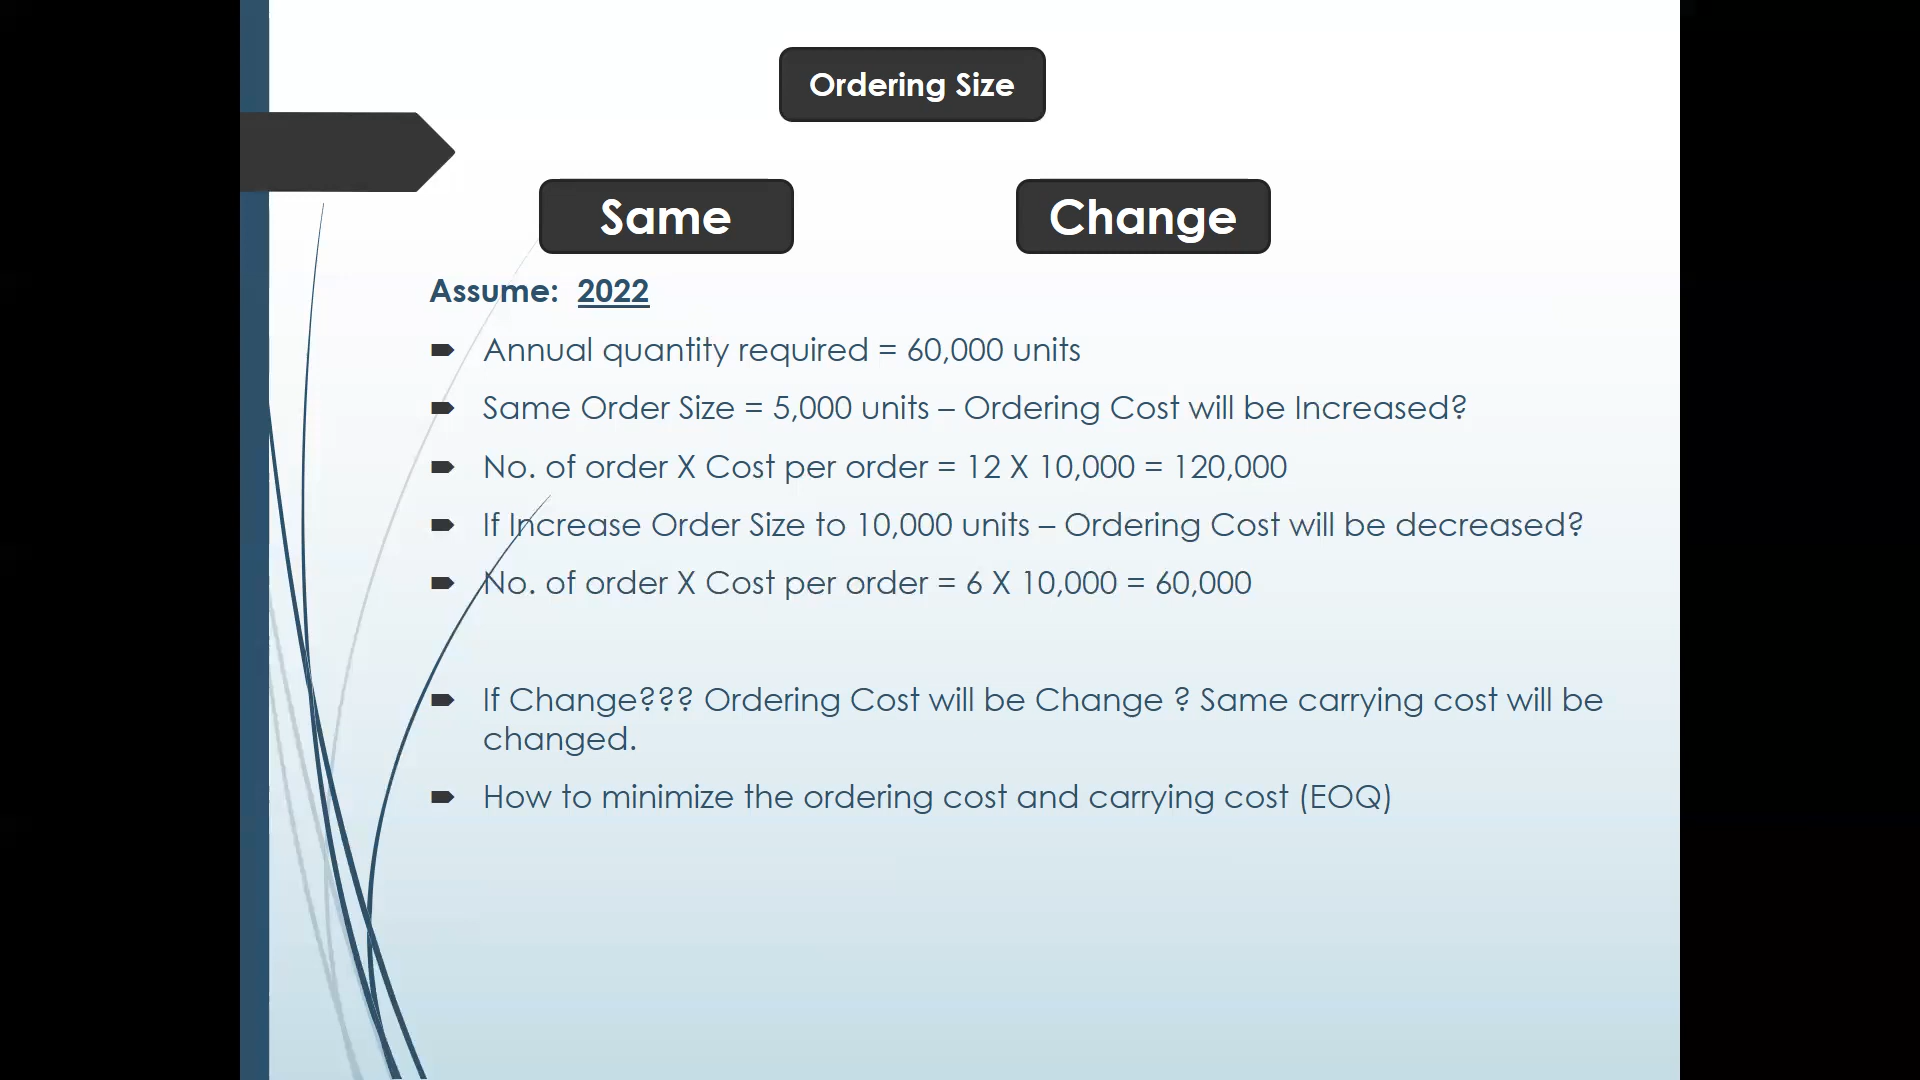 Ordering Size
Same
Change
Assume: 2022
Annual quantity required = 60,000 units
Same Order Size = 5,000 units – Ordering Cost will be Increased?
No. of order X Cost per order = 12 X 10,000 = 120,000
If Increase Order Size to 10,000 units – Ordering Cost will be decreased?
No. of order X Cost per order = 6 X 10,000 = 60,000
If Change??? Ordering Cost will be Change ? Same carrying cost will be
changed.
How to minimize the ordering cost and carrying cost (EOQ)